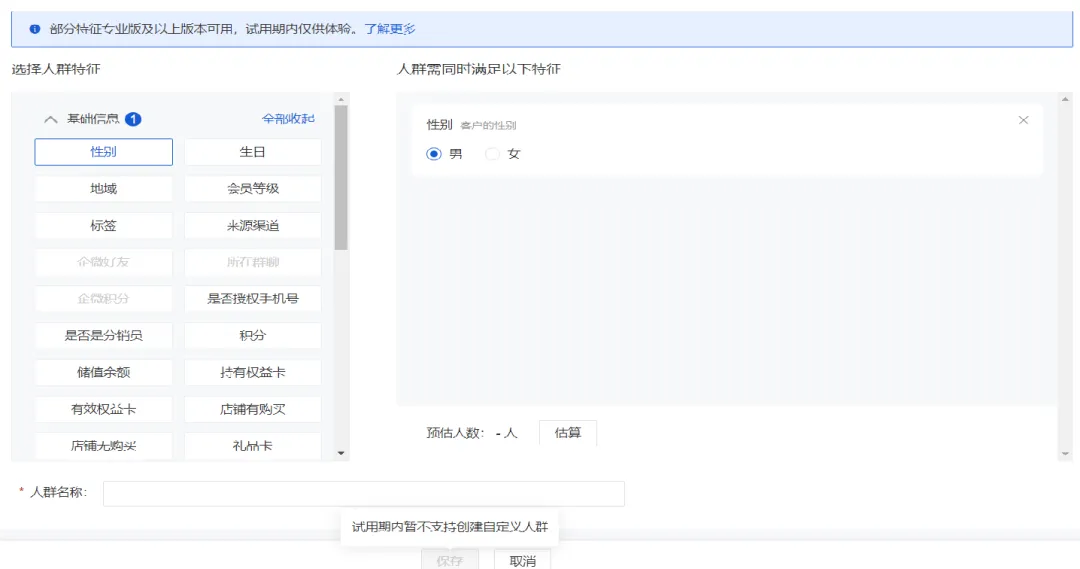 部分特征专业版及以上版本可用，试用期内仅供体验。了解更多
选择人群特征
基础信息 1 全部收起
性别 生日
地域 会员等级
标签 来源渠道
企微好友 所在群聊
企微积分 是否授权手机号
是否是分销员 积分
储值余额 持有权益卡
有效权益卡 店铺有购买
店铺无购买 礼品卡
人群需同时满足以下特征
性别 客户的性别
男 女
预估人数： - 人 估算
* 人群名称：
试用期内暂不支持创建自定义人群
保存 取消